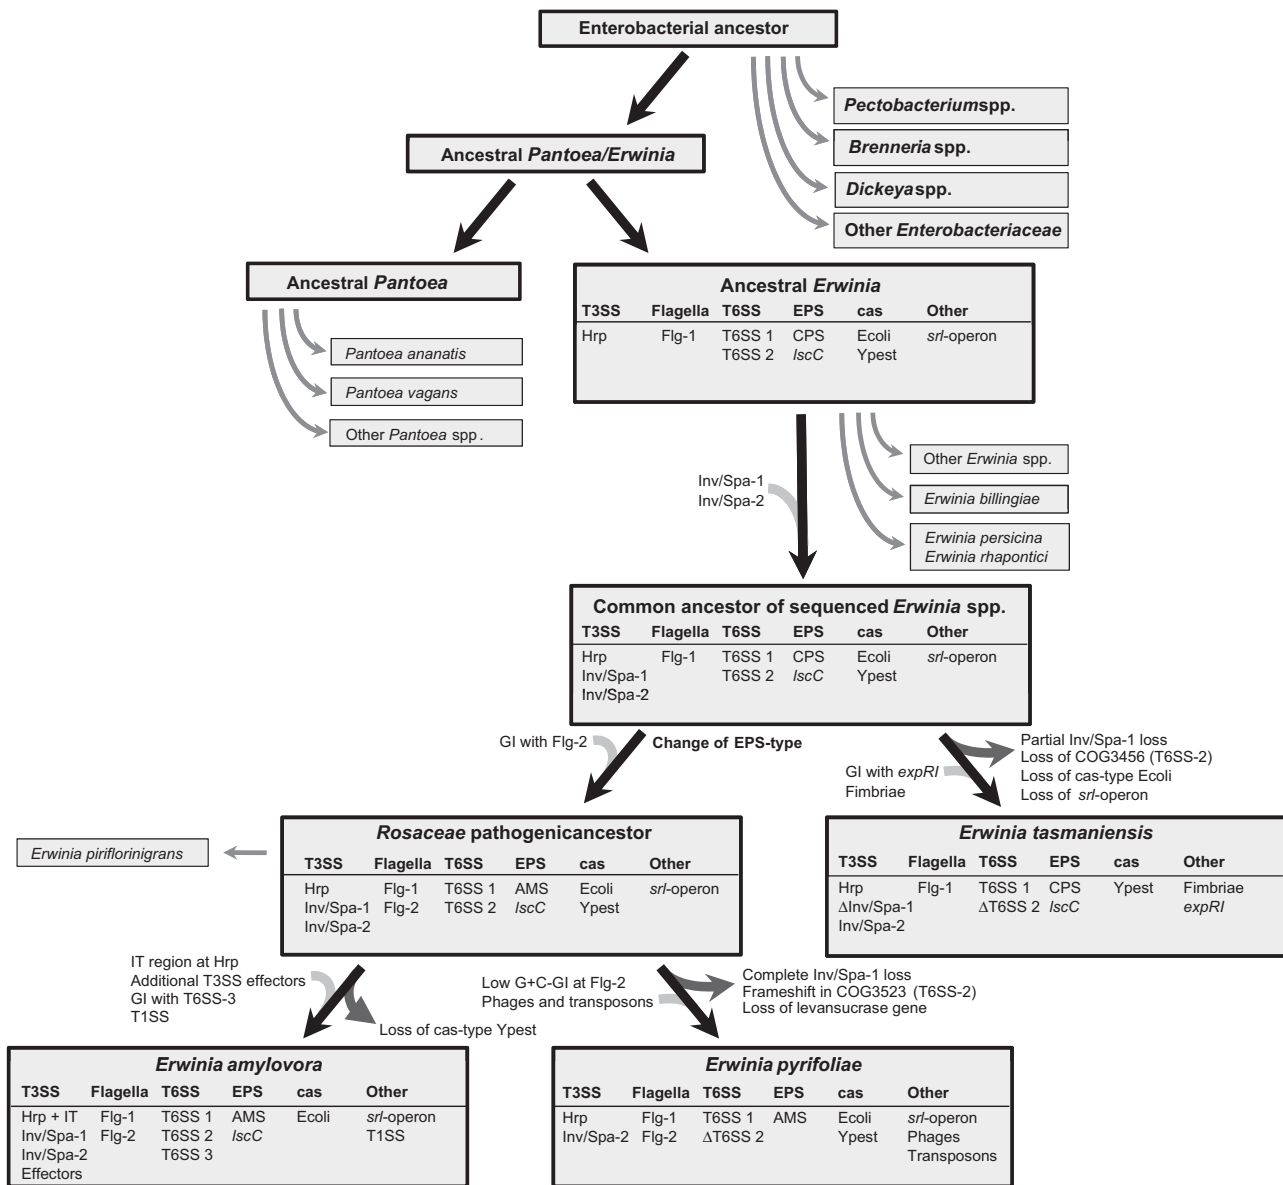 Enterobacterial ancestor
Pectobacteriumspp.
Brenneria spp.
Dickeyaspp.
Other Enterobacteriaceae
Ancestral Pantoea/Erwinia
Ancestral Pantoea
Pantoea ananatis
Pantoea vagans
Other Pantoea spp.
Ancestral Erwinia
T3SS Flagella T6SS EPS cas Other
Hrp Flg-1 T6SS 1 CPS Ecoli srl-operon
T6SS 2 lscC Ypest
Other Erwinia spp.
Erwinia billingiae
Erwinia persicina
Erwinia rhapontici
Inv/Spa-1
Inv/Spa-2
Common ancestor of sequenced Erwinia spp.
T3SS Flagella T6SS EPS cas Other
Hrp Flg-1 T6SS 1 CPS Ecoli srl-operon
Inv/Spa-1 T6SS 2 lscC Ypest
Inv/Spa-2
GI with Flg-2
Change of EPS-type
GI with expRI
Fimbriae
Partial Inv/Spa-1 loss
Loss of COG3456 (T6SS-2)
Loss of cas-type Ecoli
Loss of srl-operon
Erwinia piriflorinigrans
Rosaceae pathogenicancestor
T3SS Flagella T6SS EPS cas Other
Hrp Flg-1 T6SS 1 AMS Ecoli srl-operon
Inv/Spa-1 Flg-2 T6SS 2 lscC Ypest
Inv/Spa-2
Erwinia tasmaniensis
T3SS Flagella T6SS EPS cas Other
Hrp Flg-1 T6SS 1 CPS Ypest Fimbriae
ΔInv/Spa-1 ΔT6SS 2 lscC expRI
Inv/Spa-2
IT region at Hrp
Additional T3SS effectors
GI with T6SS-3
T1SS
Loss of cas-type Ypest
Low G+C-GI at Flg-2
Phages and transposons
Complete Inv/Spa-1 loss
Frameshift in COG3523 (T6SS-2)
Loss of levansucrase gene
Erwinia amylovora
T3SS Flagella T6SS EPS cas Other
Hrp + IT Flg-1 T6SS 1 AMS Ecoli srl-operon
Inv/Spa-1 Flg-2 T6SS 2 lscC T1SS
Inv/Spa-2 T6SS 3
Effectors
Erwinia pyrifoliae
T3SS Flagella T6SS EPS cas Other
Hrp Flg-1 T6SS 1 AMS Ecoli srl-operon
Inv/Spa-2 Flg-2 ΔT6SS 2 Ypest Phages
Transposons